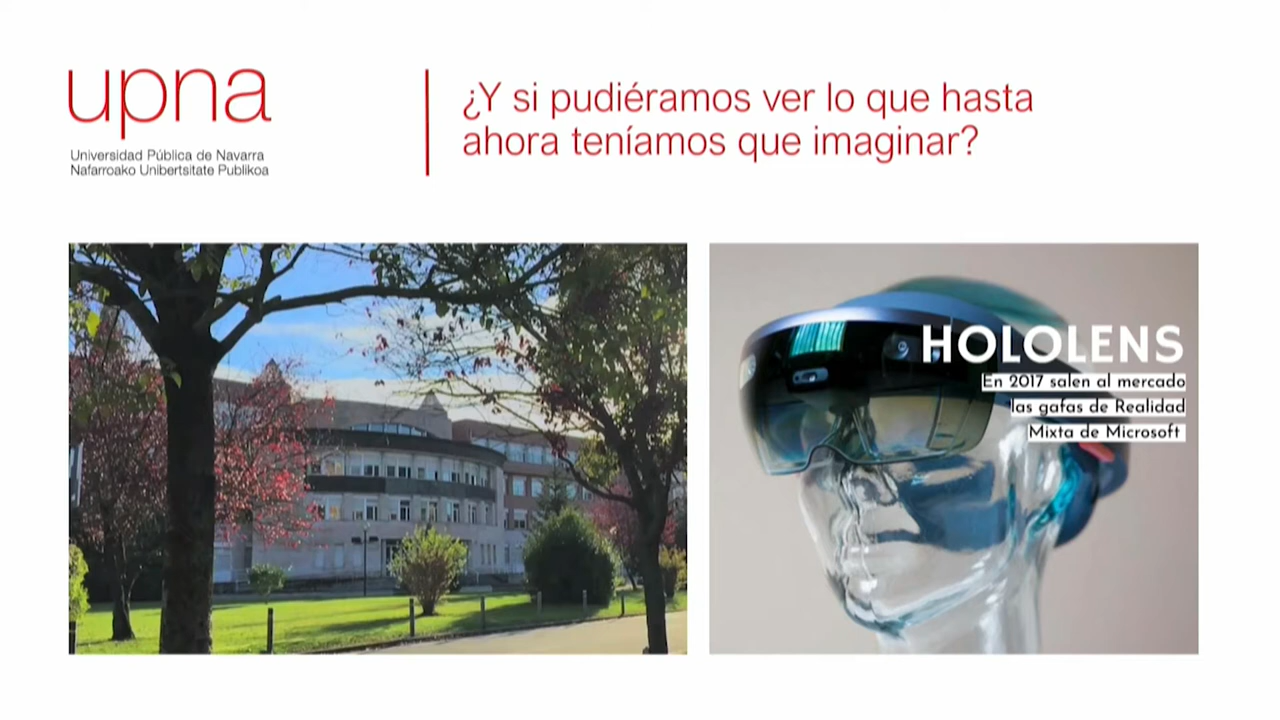 upna
Universidad Pública de Navarra
Nafarroako Unibertsitate Publikoa
¿Y si pudiéramos ver lo que hasta
ahora teníamos que imaginar?
HOLOLENS
En 2017 salen al mercado
las gafas de Realidad
Mixta de Microsoft